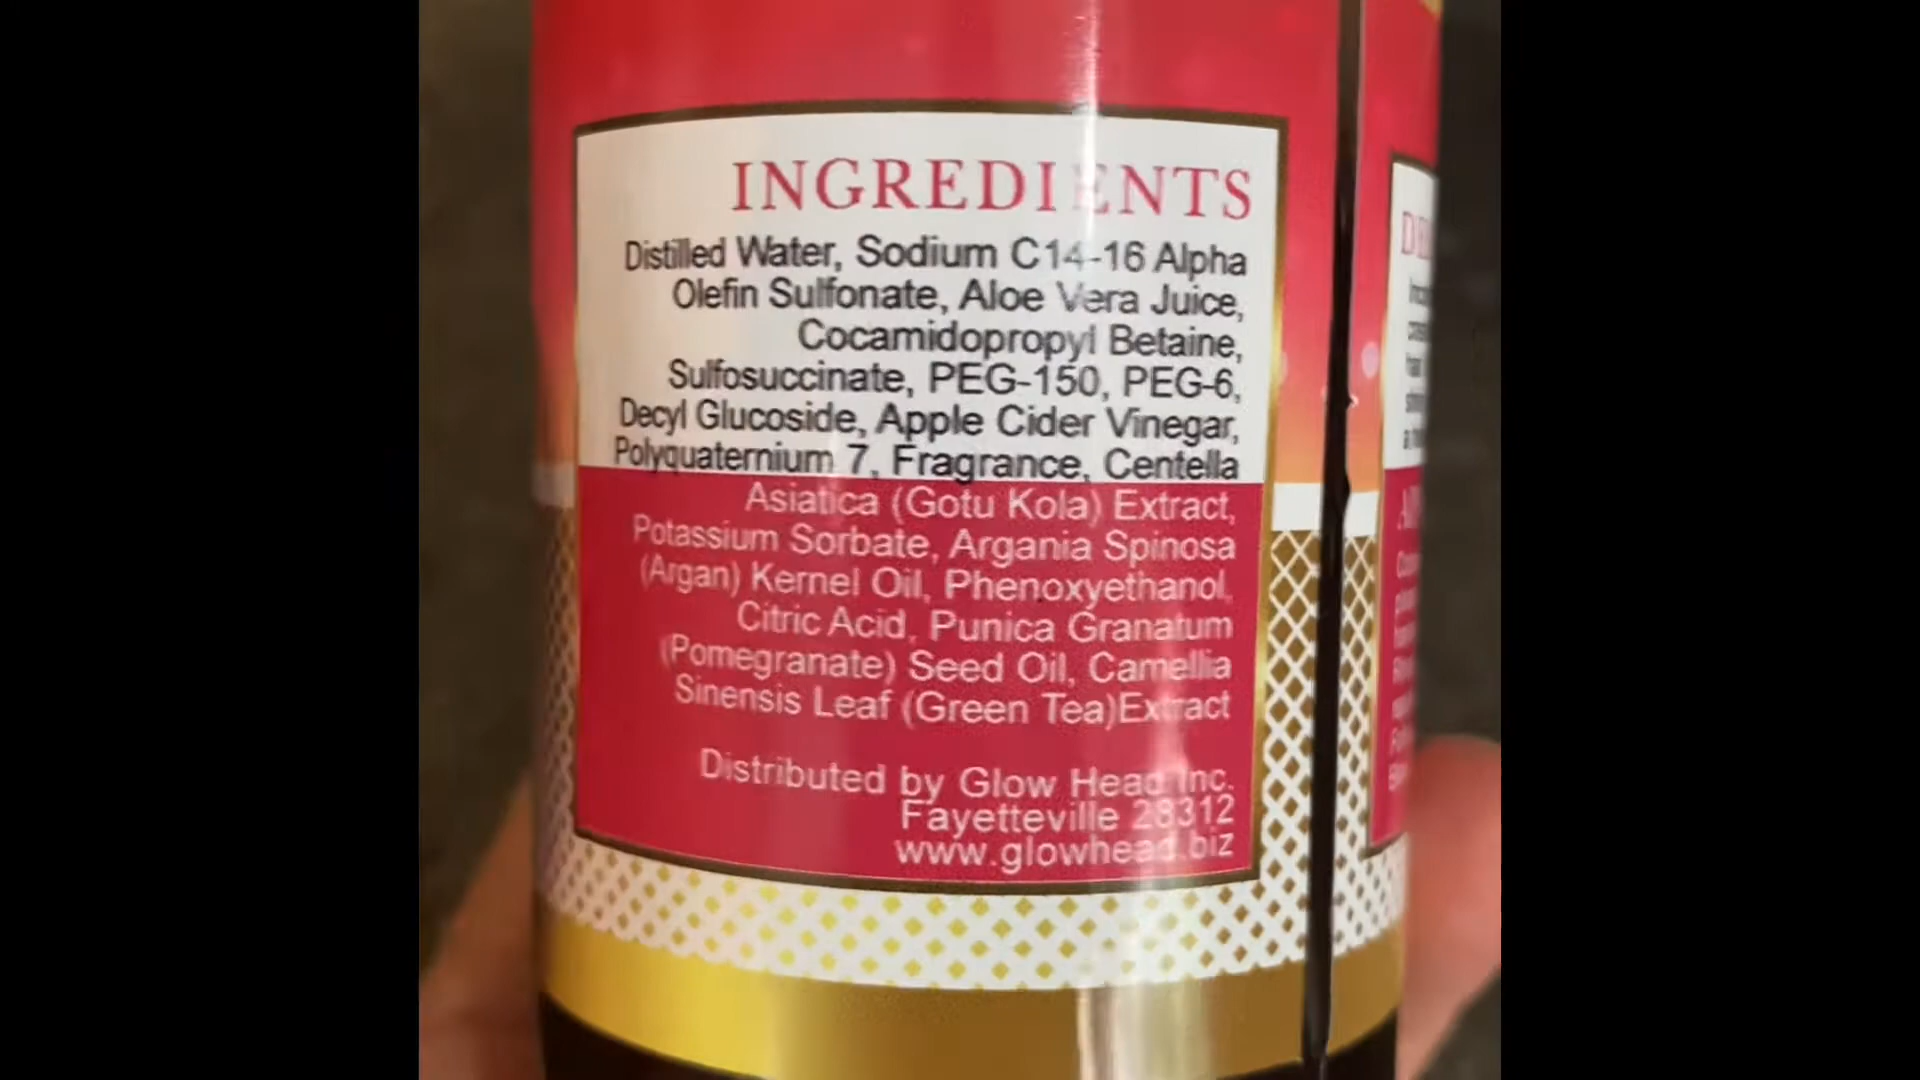 INGREDIENTS
Distilled Water, Sodium C14-16 Alpha
Olefin Sulfonate, Aloe Vera Juice,
Cocamidopropyl Betaine,
Sulfosuccinate, PEG-150, PEG-6,
Decyl Glucoside, Apple Cider Vinegar,
Polyquaternium 7, Fragrance, Centella
Asiatica (Gotu Kola) Extract,
Potassium Sorbate, Argania Spinosa
(Argan) Kernel Oil, Phenoxyethanol,
Citric Acid, Punica Granatum
(Pomegranate) Seed Oil, Camellia
Sinensis Leaf (Green Tea)Extract
Distributed by Glow Head Inc.
Fayetteville 28312
www.glowhead.biz